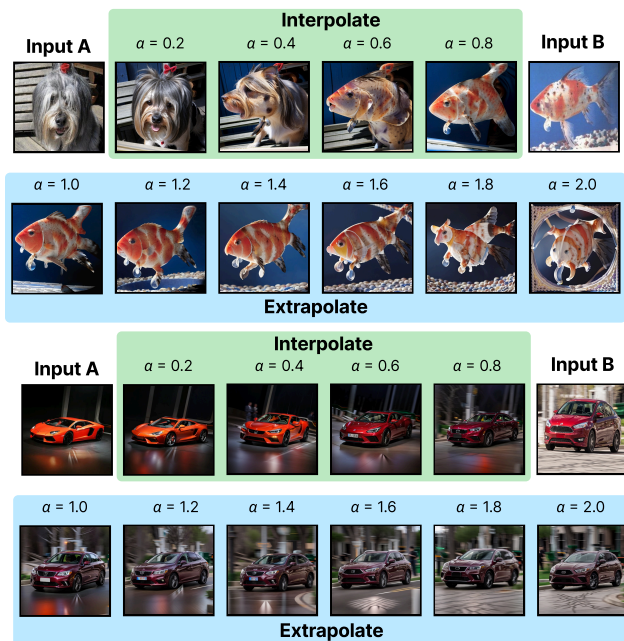 Interpolate
Input A
α = 0.2
α = 0.4
α = 0.6
α = 0.8
Input B
α = 1.0
α = 1.2
α = 1.4
α = 1.6
α = 1.8
α = 2.0
Extrapolate
Interpolate
Input A
α = 0.2
α = 0.4
α = 0.6
α = 0.8
Input B
α = 1.0
α = 1.2
α = 1.4
α = 1.6
α = 1.8
α = 2.0
Extrapolate